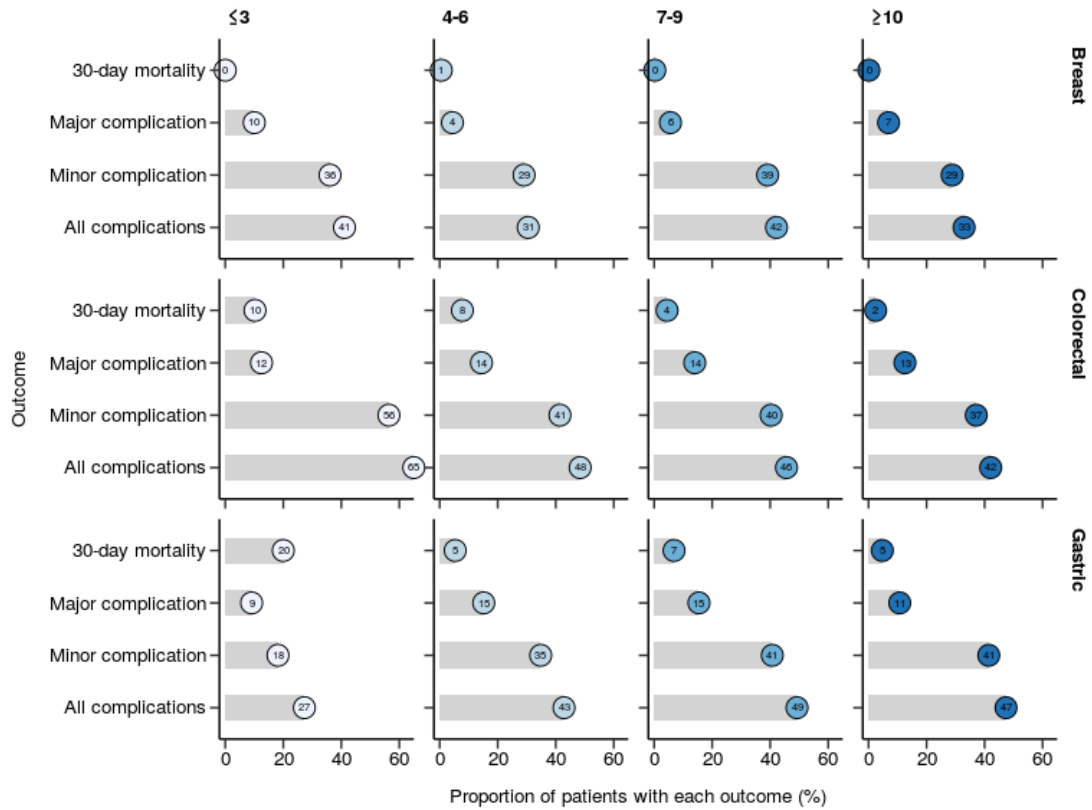 ≤3 4-6 7-9 ≥10
Breast
30-day mortality 0 1 0 0
Major complication 10 4 6 7
Minor complication 36 29 39 29
All complications 41 31 42 33
Colorectal
30-day mortality 10 8 4 2
Major complication 12 14 14 13
Outcome
Minor complication 56 41 40 37
All complications 65 48 46 42
Gastric
30-day mortality 20 5 7 5
Major complication 9 15 15 11
Minor complication 18 35 41 41
All complications 27 43 49 47
0 20 40 60 0 20 40 60 0 20 40 60 0 20 40 60
Proportion of patients with each outcome (%)